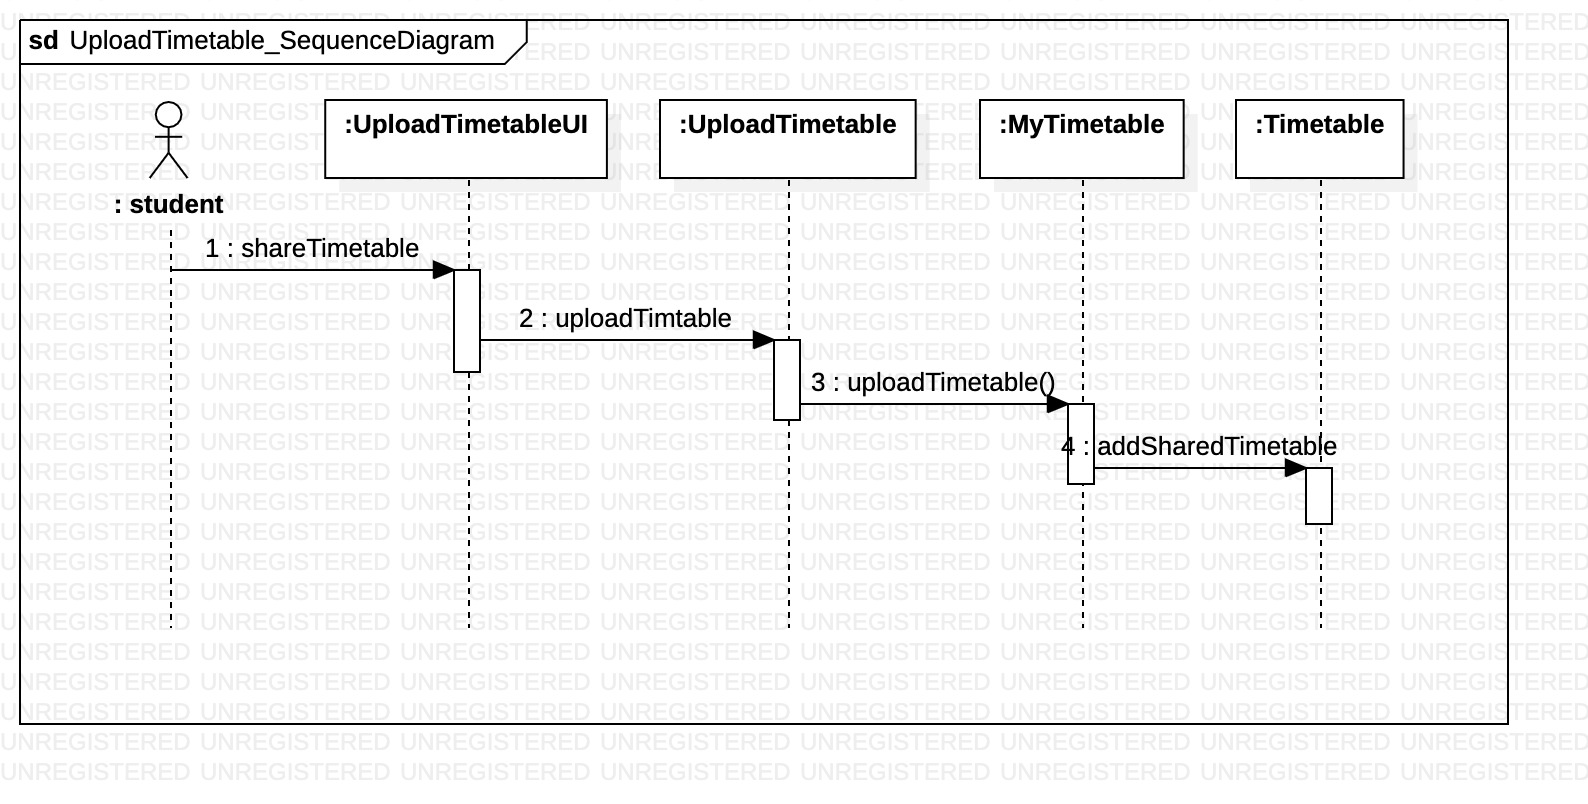 sd UploadTimetable_SequenceDiagram
:UploadTimetableUI
:UploadTimetable
:MyTimetable
:Timetable
: student
1 : shareTimetable
2 : uploadTimtable
3 : uploadTimetable()
4 : addSharedTimetable
UNREGISTERED UNREGISTERED UNREGISTERED UNREGISTERED UNREGISTERED UNREGISTERED UNREGISTERED UNREGISTERED